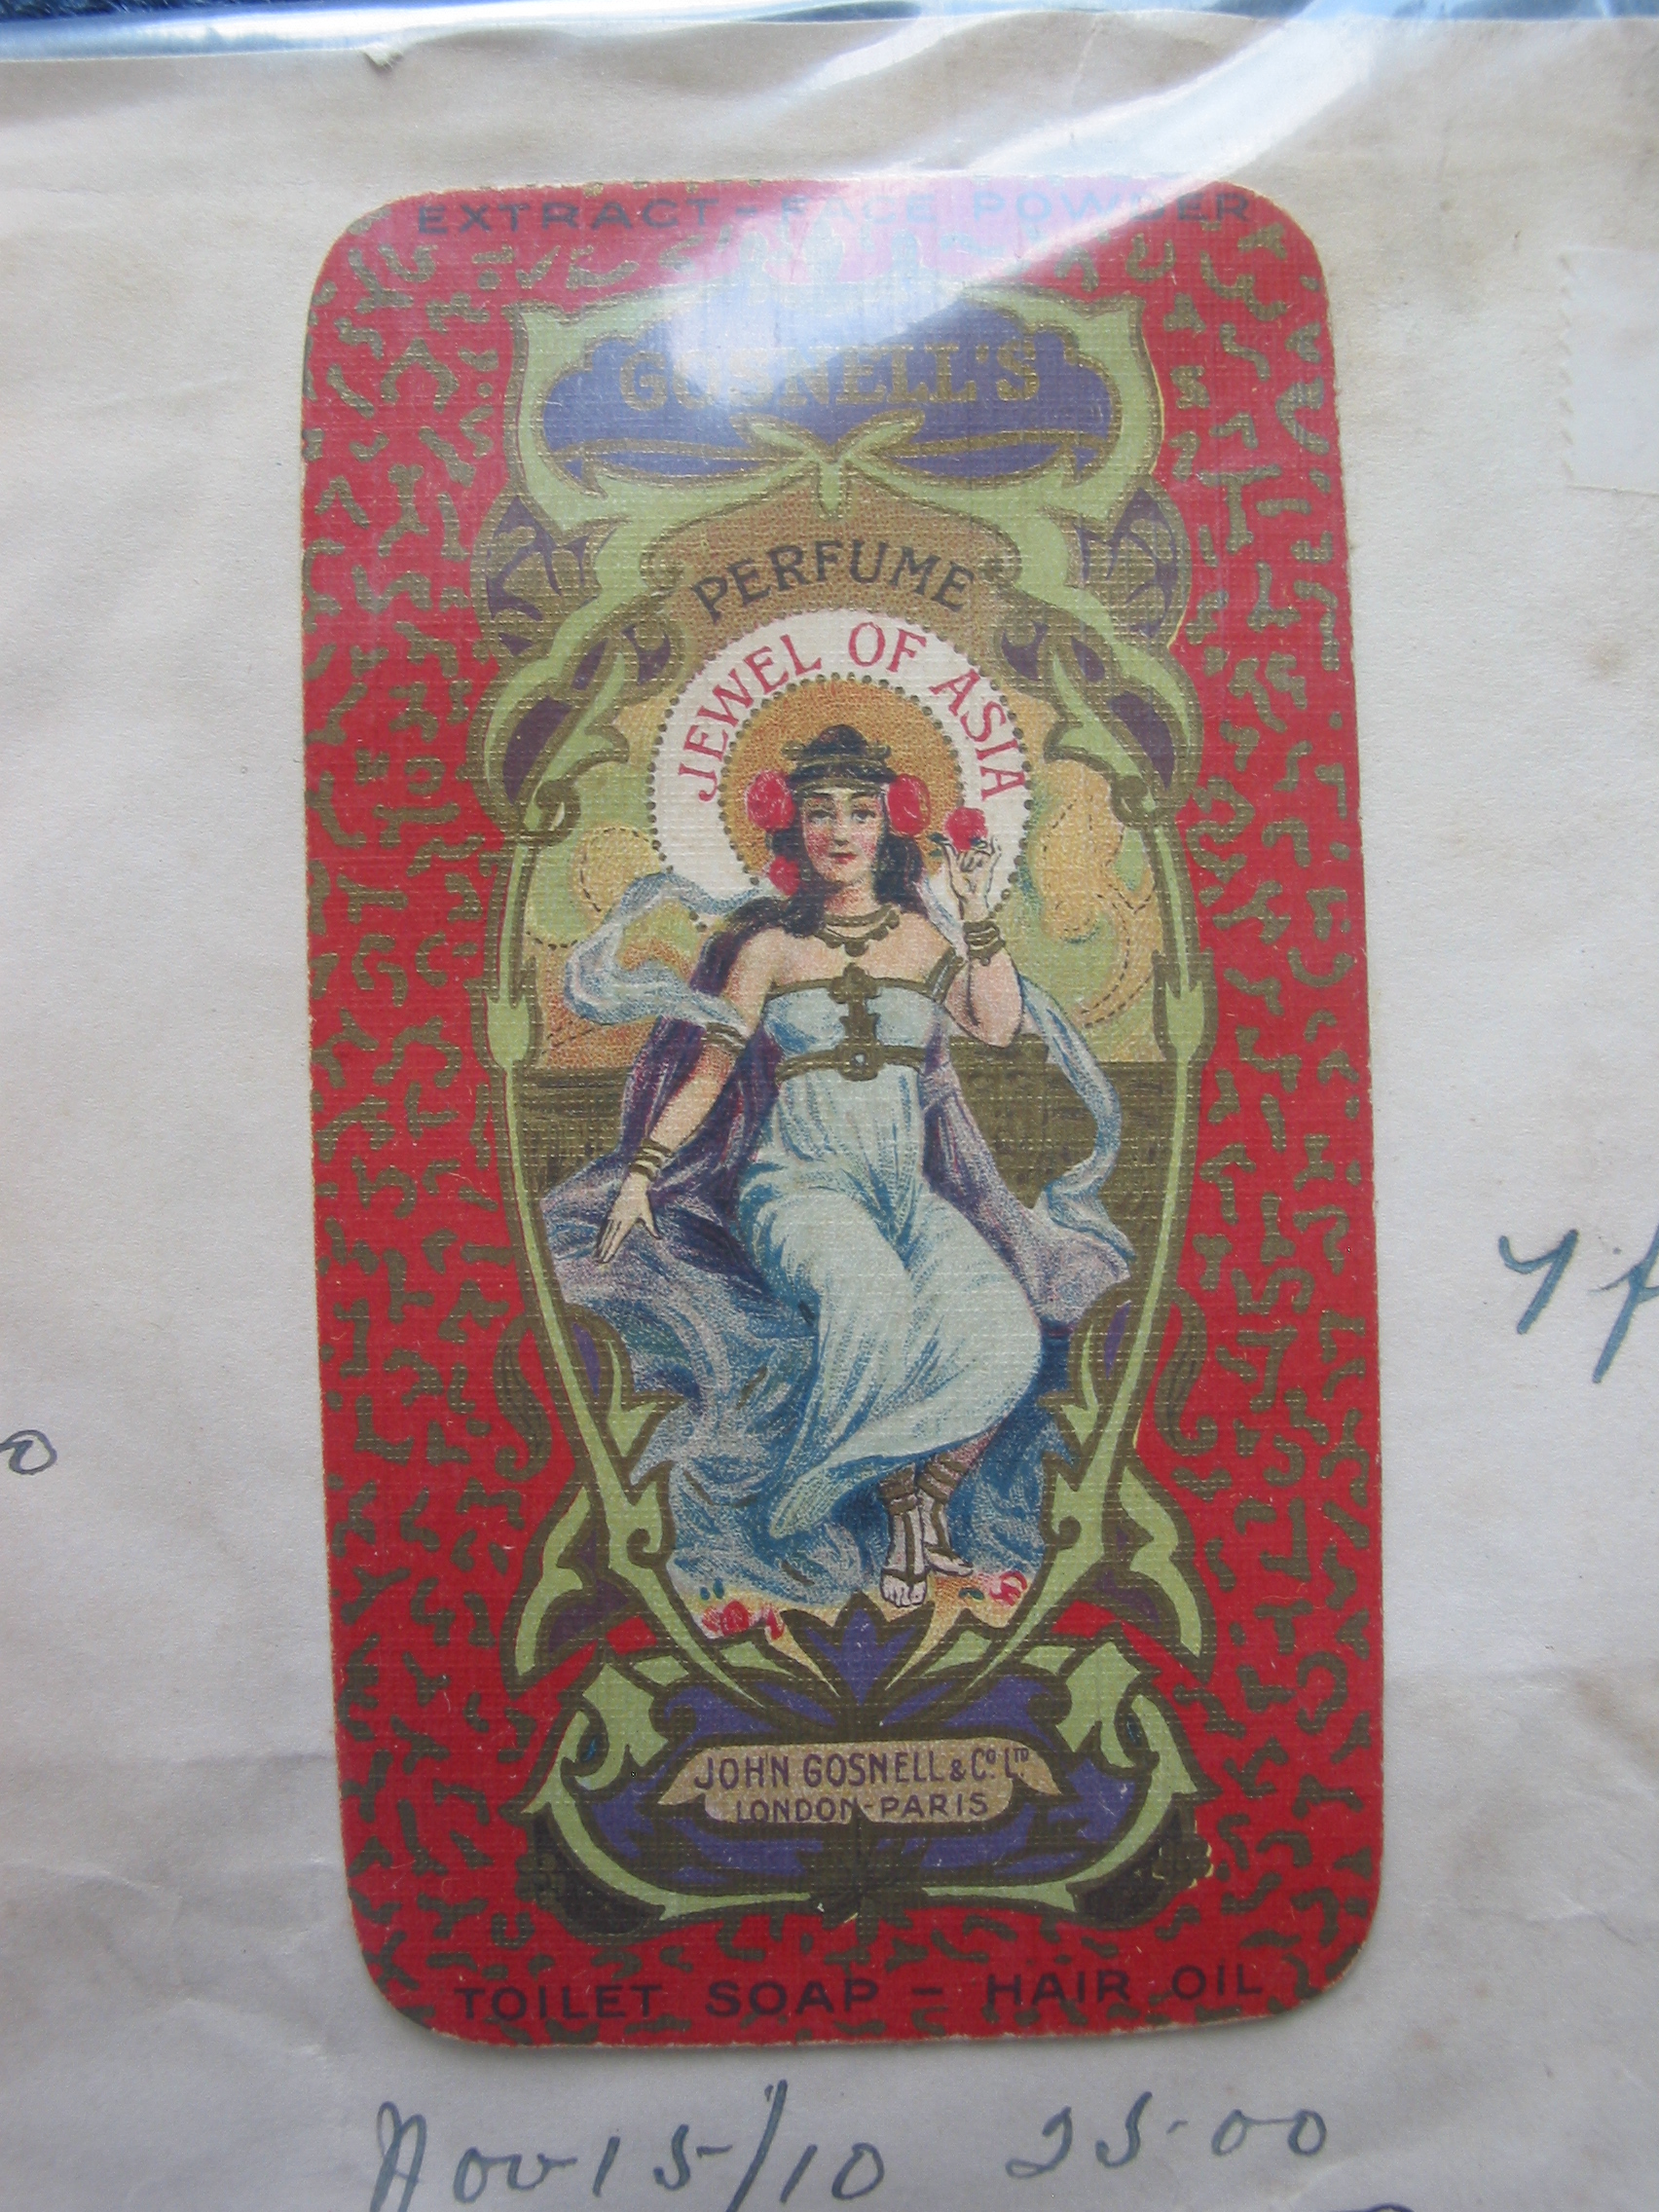 EXTRACT - FACE POWDER
GOSNELL'S
PERFUME
JEWEL OF ASIA
JOHN GOSNELL & Co. LTD
LONDON-PARIS
TOILET SOAP - HAIR OIL
Nov 15/10 25.00